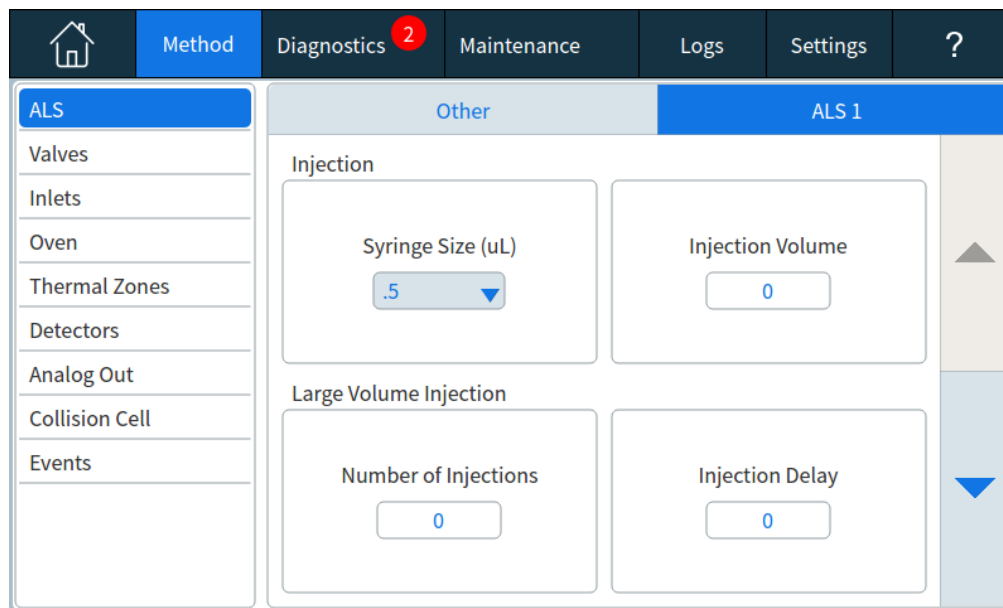 Method
Diagnostics
2
Maintenance
Logs
Settings
?
ALS
Valves
Inlets
Oven
Thermal Zones
Detectors
Analog Out
Collision Cell
Events
Other
ALS 1
Injection
Syringe Size (uL)
.5
Injection Volume
0
Large Volume Injection
Number of Injections
0
Injection Delay
0